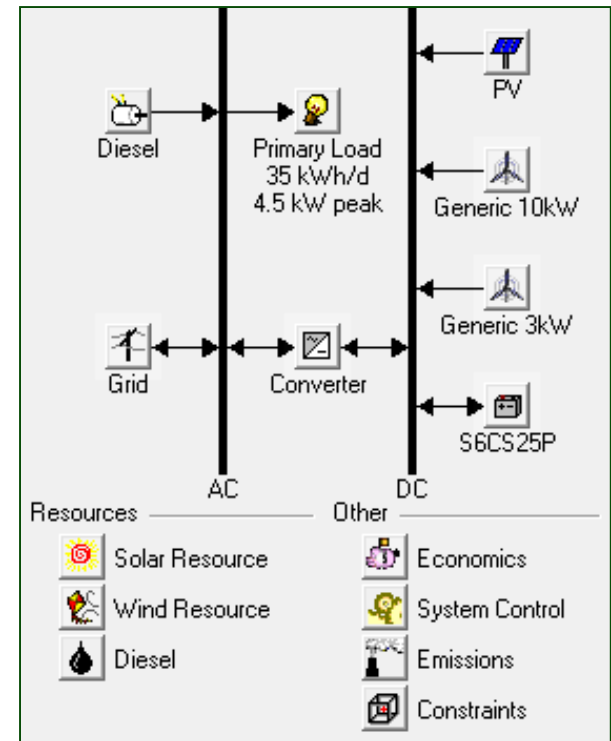 PV
Diesel
Primary Load
35 kWh/d
4.5 kW peak
Generic 10kW
Generic 3kW
Grid
Converter
S6CS25P
AC
DC
Resources
Other
Solar Resource
Economics
Wind Resource
System Control
Diesel
Emissions
Constraints